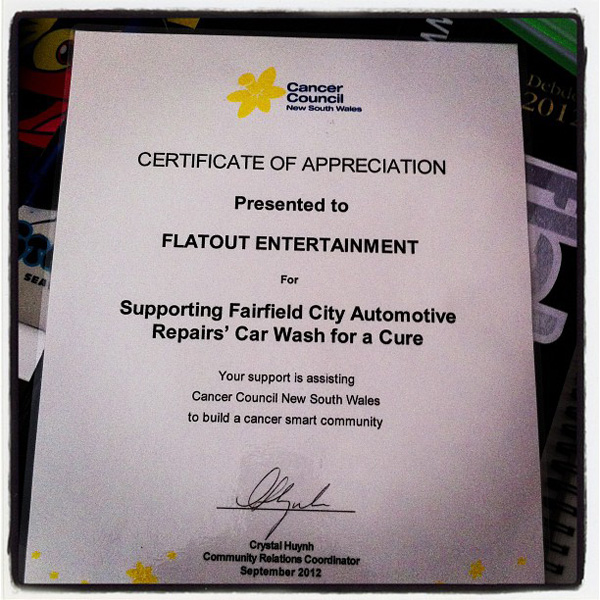 Cancer
Council
New South Wales
CERTIFICATE OF APPRECIATION
Presented to
FLATOUT ENTERTAINMENT
For
Supporting Fairfield City Automotive
Repairs' Car Wash for a Cure
Your support is assisting
Cancer Council New South Wales
to build a cancer smart community
Crystal Huynh
Community Relations Coordinator
September 2012